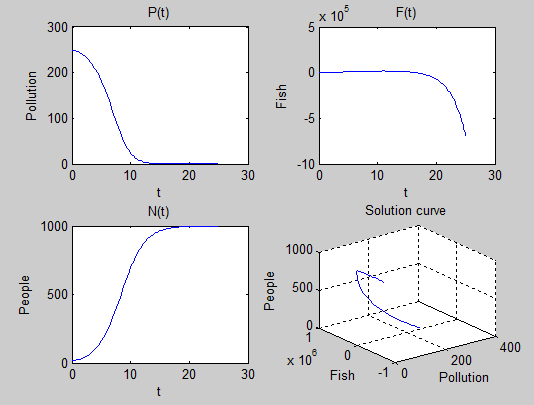 P(t)
300
200
100
0
Pollution
0 10 20 30
t
F(t)
x 10^5
5
0
-5
-10
Fish
0 10 20 30
t
N(t)
1000
500
0
People
0 10 20 30
t
Solution curve
1000
500
0
People
1
0
-1
x 10^6
Fish
0
200
400
Pollution